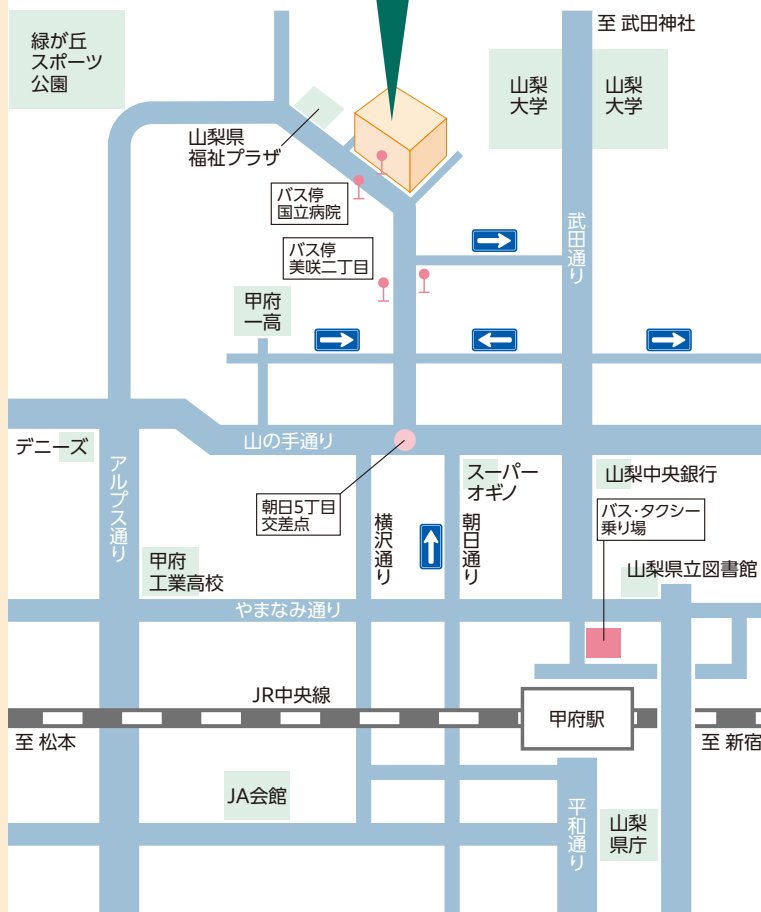 至 武田神社
緑が丘
スポーツ
公園
山梨
大学
山梨
大学
山梨県
福祉プラザ
バス停
国立病院
武田通り
バス停
美咲二丁目
甲府
一高
デニーズ
山の手通り
スーパー
オギノ
山梨中央銀行
アルプス通り
朝日5丁目
交差点
横沢通り
朝日通り
バス・タクシー
乗り場
甲府
工業高校
山梨県立図書館
やまなみ通り
JR中央線
甲府駅
至 松本
至 新宿
JA会館
平和通り
山梨
県庁